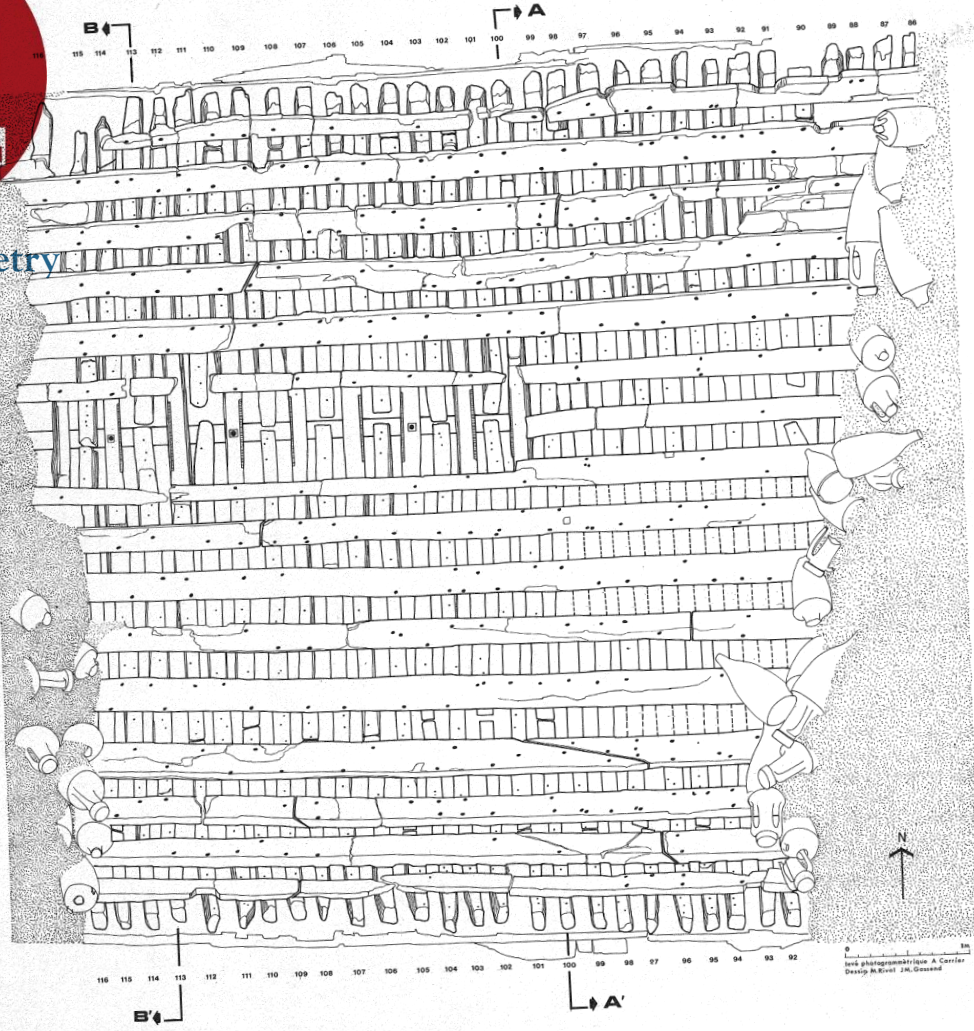 B A
116 115 114 113 112 111 110 109 108 107 106 105 104 103 102 101 100 99 98 97 96 95 94 93 92 91 90 89 88 87 86
etry
N
0 1m
levé photogrammètrique A Carrier
Dessin M.Rival J.M.Gassend
116 115 114 113 112 111 110 109 108 107 106 105 104 103 102 101 100 99 98 97 96 95 94 93 92
B' A'